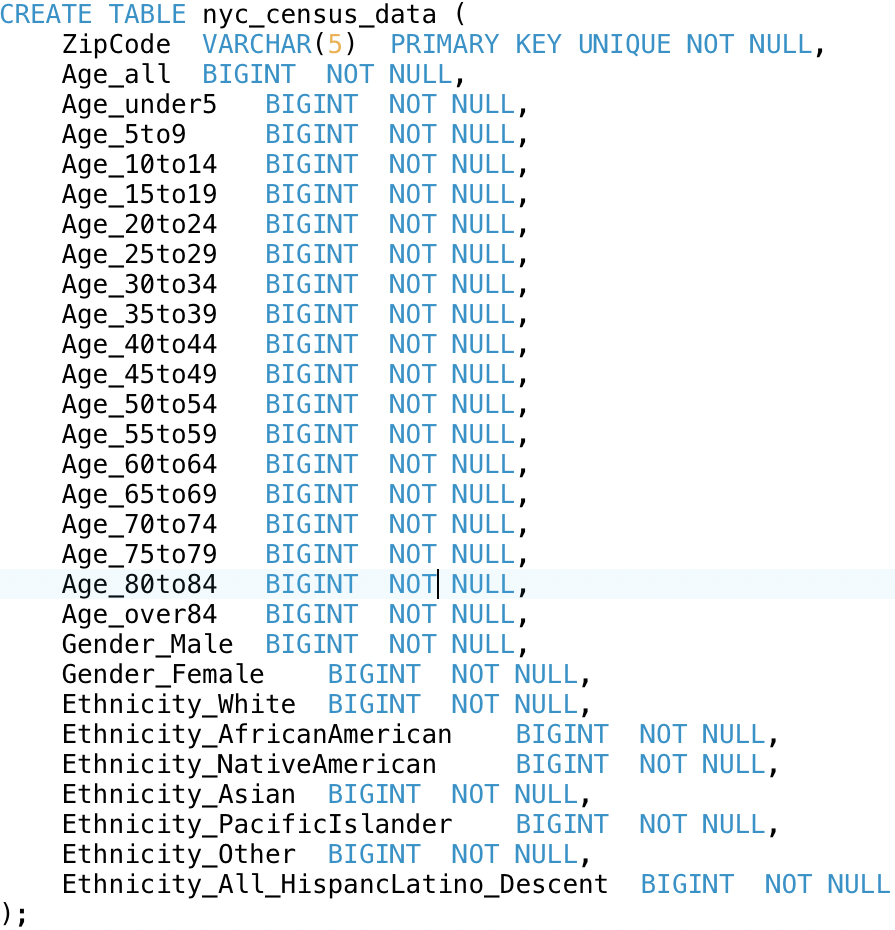 CREATE TABLE nyc_census_data (
    ZipCode  VARCHAR(5)  PRIMARY KEY UNIQUE NOT NULL,
    Age_all  BIGINT  NOT NULL,
    Age_under5   BIGINT  NOT NULL,
    Age_5to9     BIGINT  NOT NULL,
    Age_10to14   BIGINT  NOT NULL,
    Age_15to19   BIGINT  NOT NULL,
    Age_20to24   BIGINT  NOT NULL,
    Age_25to29   BIGINT  NOT NULL,
    Age_30to34   BIGINT  NOT NULL,
    Age_35to39   BIGINT  NOT NULL,
    Age_40to44   BIGINT  NOT NULL,
    Age_45to49   BIGINT  NOT NULL,
    Age_50to54   BIGINT  NOT NULL,
    Age_55to59   BIGINT  NOT NULL,
    Age_60to64   BIGINT  NOT NULL,
    Age_65to69   BIGINT  NOT NULL,
    Age_70to74   BIGINT  NOT NULL,
    Age_75to79   BIGINT  NOT NULL,
    Age_80to84   BIGINT  NOT NULL,
    Age_over84   BIGINT  NOT NULL,
    Gender_Male  BIGINT  NOT NULL,
    Gender_Female    BIGINT  NOT NULL,
    Ethnicity_White  BIGINT  NOT NULL,
    Ethnicity_AfricanAmerican    BIGINT  NOT NULL,
    Ethnicity_NativeAmerican     BIGINT  NOT NULL,
    Ethnicity_Asian  BIGINT  NOT NULL,
    Ethnicity_PacificIslander    BIGINT  NOT NULL,
    Ethnicity_Other  BIGINT  NOT NULL,
    Ethnicity_All_HispancLatino_Descent  BIGINT  NOT NULL
);